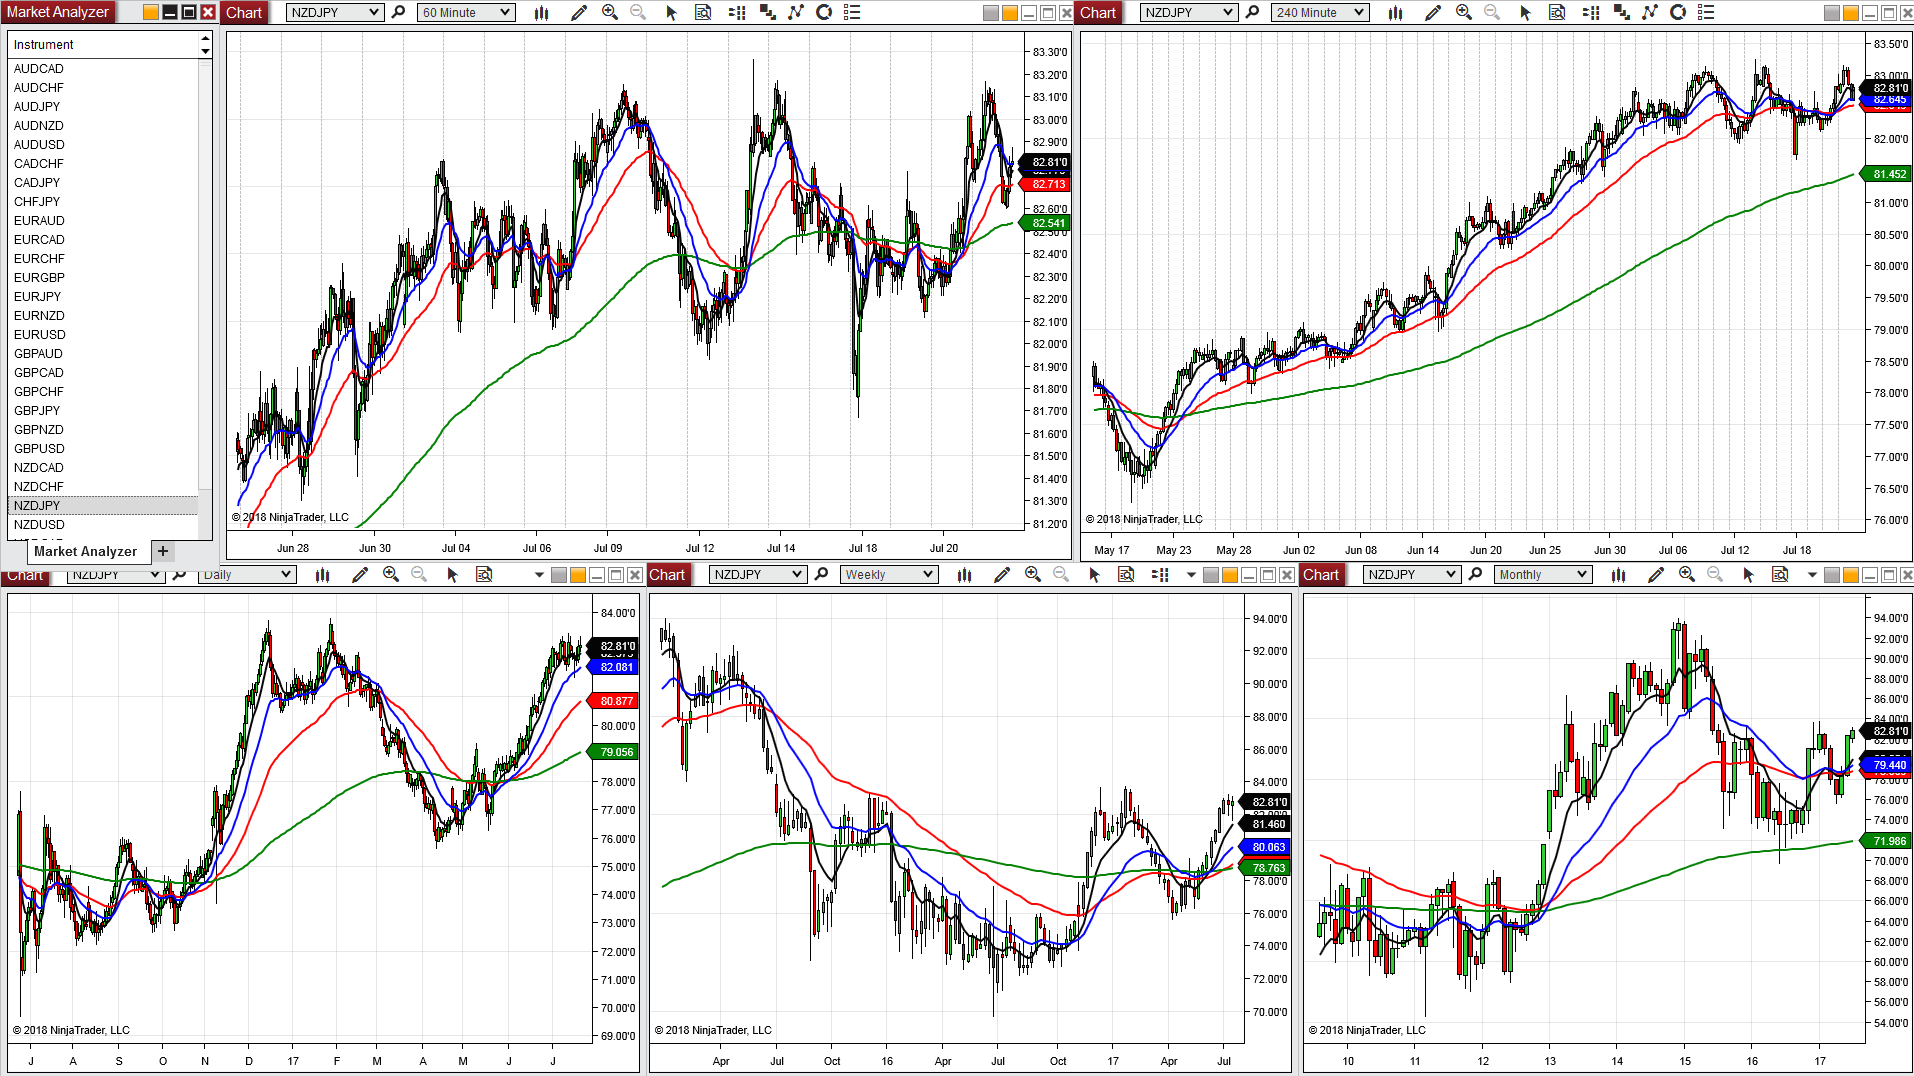 Market Analyzer
Instrument
AUDCAD
AUDCHF
AUDJPY
AUDNZD
AUDUSD
CADCHF
CADJPY
CHFJPY
EURAUD
EURCAD
EURCHF
EURGBP
EURJPY
EURNZD
EURUSD
GBPAUD
GBPCAD
GBPCHF
GBPJPY
GBPNZD
GBPUSD
NZDCAD
NZDCHF
NZDJPY
NZDUSD
Market Analyzer +
Chart NZDJPY 60 Minute
83.30'0
83.20'0
83.10'0
83.00'0
82.90'0
82.81'0
82.713
82.60'0
82.541
82.50'0
82.40'0
82.30'0
82.20'0
82.10'0
82.00'0
81.90'0
81.80'0
81.70'0
81.60'0
81.50'0
81.40'0
81.30'0
81.20'0
© 2018 NinjaTrader, LLC
Jun 28 Jun 30 Jul 04 Jul 06 Jul 09 Jul 12 Jul 14 Jul 18 Jul 20
Chart NZDJPY 240 Minute
83.50'0
83.00'0
82.81'0
82.645
82.00'0
81.452
81.00'0
80.50'0
80.00'0
79.50'0
79.00'0
78.50'0
78.00'0
77.50'0
77.00'0
76.50'0
76.00'0
© 2018 NinjaTrader, LLC
May 17 May 23 May 28 Jun 02 Jun 08 Jun 14 Jun 20 Jun 25 Jun 30 Jul 06 Jul 12 Jul 18
Chart NZDJPY Daily
84.00'0
82.81'0
82.081
80.877
80.00'0
79.056
78.00'0
77.00'0
76.00'0
75.00'0
74.00'0
73.00'0
72.00'0
71.00'0
70.00'0
69.00'0
© 2018 NinjaTrader, LLC
J A S O N D 17 F M A M J J
Chart NZDJPY Weekly
94.00'0
92.00'0
90.00'0
88.00'0
86.00'0
84.00'0
82.81'0
81.460
80.063
78.763
78.00'0
76.00'0
74.00'0
72.00'0
70.00'0
© 2018 NinjaTrader, LLC
Apr Jul Oct 16 Apr Jul Oct 17 Apr Jul
Chart NZDJPY Monthly
94.00'0
92.00'0
90.00'0
88.00'0
86.00'0
84.00'0
82.81'0
82.00'0
79.440
78.00'0
76.00'0
74.00'0
71.986
70.00'0
68.00'0
66.00'0
64.00'0
62.00'0
60.00'0
58.00'0
56.00'0
54.00'0
© 2018 NinjaTrader, LLC
10 11 12 13 14 15 16 17